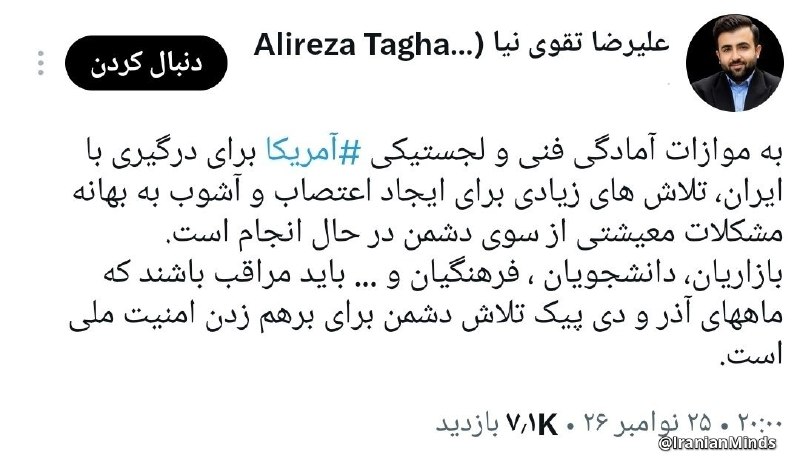 علیرضا تقوی نیا (...Alireza Tagha
دنبال کردن
به موازات آمادگی فنی و لجستیکی #آمریکا برای درگیری با
ایران، تلاش های زیادی برای ایجاد اعتصاب و آشوب به بهانه
مشکلات معیشتی از سوی دشمن در حال انجام است.
بازاریان، دانشجویان ، فرهنگیان و ... باید مراقب باشند که
ماههای آذر و دی پیک تلاش دشمن برای برهم زدن امنیت ملی
است.
۲۰:۰۰ • ۲۵ نوامبر ۲۶ • ۷٫۱K بازدید
@IranianMinds